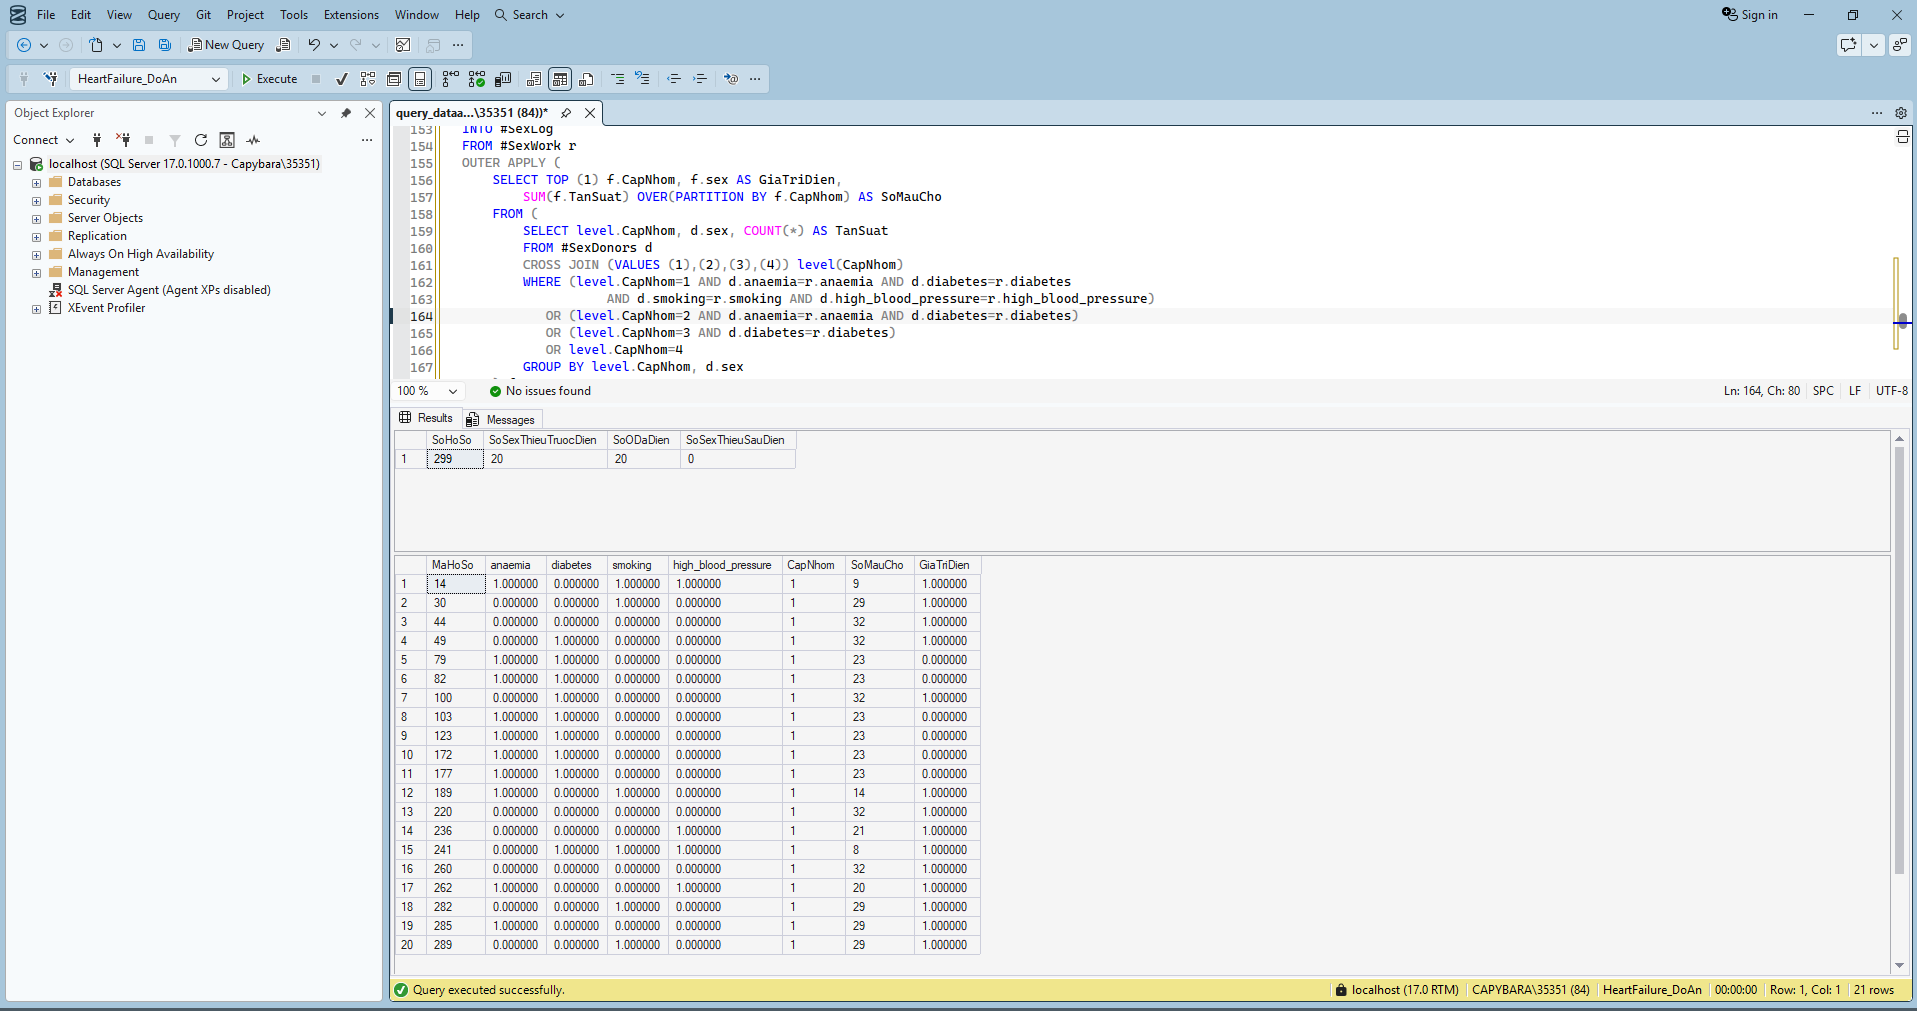 File Edit View Query Git Project Tools Extensions Window Help Search Sign in
New Query
HeartFailure_DoAn Execute
Object Explorer
Connect
localhost (SQL Server 17.0.1000.7 - Capybara\35351)
Databases
Security
Server Objects
Replication
Always On High Availability
Management
SQL Server Agent (Agent XPs disabled)
XEvent Profiler
query_dataa...\35351 (84))*
153 INTO #SexLog
154 FROM #SexWork r
155 OUTER APPLY (
156 SELECT TOP (1) f.CapNhom, f.sex AS GiaTriDien,
157 SUM(f.TanSuat) OVER(PARTITION BY f.CapNhom) AS SoMauCho
158 FROM (
159 SELECT level.CapNhom, d.sex, COUNT(*) AS TanSuat
160 FROM #SexDonors d
161 CROSS JOIN (VALUES (1),(2),(3),(4)) level(CapNhom)
162 WHERE (level.CapNhom=1 AND d.anaemia=r.anaemia AND d.diabetes=r.diabetes
163 AND d.smoking=r.smoking AND d.high_blood_pressure=r.high_blood_pressure)
164 OR (level.CapNhom=2 AND d.anaemia=r.anaemia AND d.diabetes=r.diabetes)
165 OR (level.CapNhom=3 AND d.diabetes=r.diabetes)
166 OR level.CapNhom=4
167 GROUP BY level.CapNhom, d.sex
100 % No issues found Ln: 164, Ch: 80 SPC LF UTF-8
Results Messages
SoHoSo SoSexThieuTruocDien SoODaDien SoSexThieuSauDien
1 299 20 20 0
MaHoSo anaemia diabetes smoking high_blood_pressure CapNhom SoMauCho GiaTriDien
1 14 1.000000 0.000000 1.000000 1.000000 1 9 1.000000
2 30 0.000000 0.000000 1.000000 0.000000 1 29 1.000000
3 44 0.000000 0.000000 0.000000 0.000000 1 32 1.000000
4 49 0.000000 1.000000 0.000000 0.000000 1 32 1.000000
5 79 1.000000 1.000000 0.000000 0.000000 1 23 0.000000
6 82 1.000000 1.000000 0.000000 0.000000 1 23 0.000000
7 100 0.000000 1.000000 0.000000 0.000000 1 32 1.000000
8 103 1.000000 1.000000 0.000000 0.000000 1 23 0.000000
9 123 1.000000 1.000000 0.000000 0.000000 1 23 0.000000
10 172 1.000000 1.000000 0.000000 0.000000 1 23 0.000000
11 177 1.000000 1.000000 0.000000 0.000000 1 23 0.000000
12 189 1.000000 0.000000 1.000000 0.000000 1 14 1.000000
13 220 0.000000 0.000000 0.000000 0.000000 1 32 1.000000
14 236 0.000000 0.000000 0.000000 1.000000 1 21 1.000000
15 241 0.000000 1.000000 1.000000 1.000000 1 8 1.000000
16 260 0.000000 0.000000 0.000000 0.000000 1 32 1.000000
17 262 1.000000 0.000000 0.000000 1.000000 1 20 1.000000
18 282 0.000000 0.000000 1.000000 0.000000 1 29 1.000000
19 285 1.000000 0.000000 0.000000 0.000000 1 29 1.000000
20 289 0.000000 0.000000 1.000000 0.000000 1 29 1.000000
Query executed successfully. localhost (17.0 RTM) CAPYBARA\35351 (84) HeartFailure_DoAn 00:00:00 Row: 1, Col: 1 21 rows